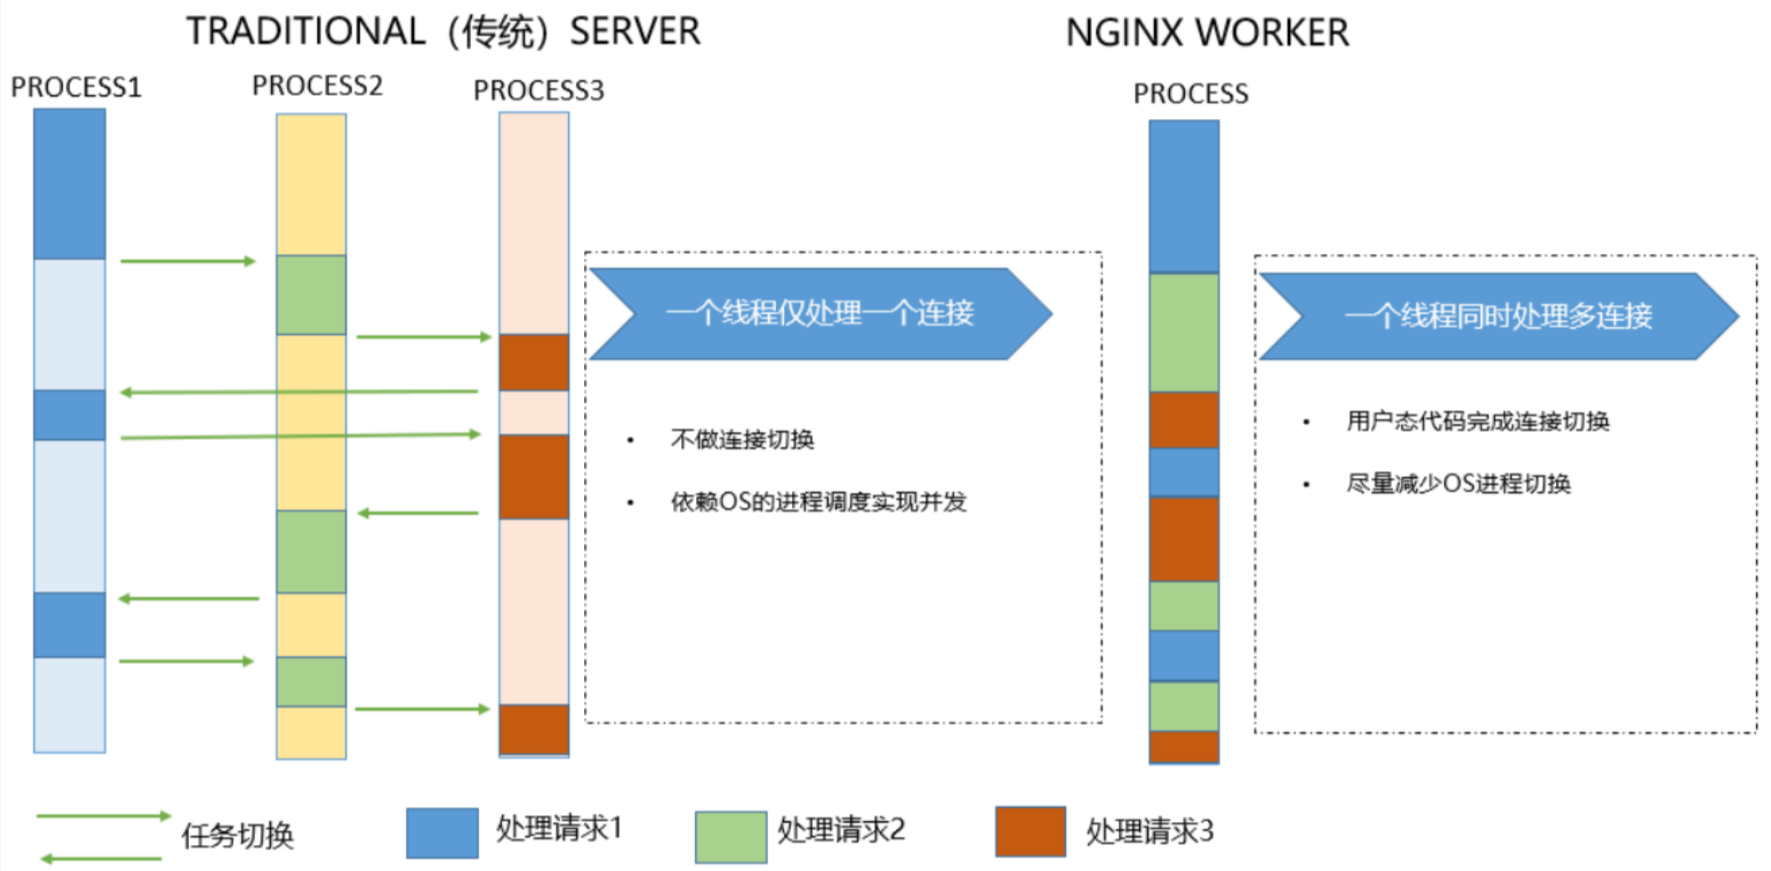 TRADITIONAL（传统）SERVER
NGINX WORKER
PROCESS1
PROCESS2
PROCESS3
PROCESS
一个线程仅处理一个连接
• 不做连接切换
• 依赖OS的进程调度实现并发
一个线程同时处理多连接
• 用户态代码完成连接切换
• 尽量减少OS进程切换
任务切换
处理请求1
处理请求2
处理请求3